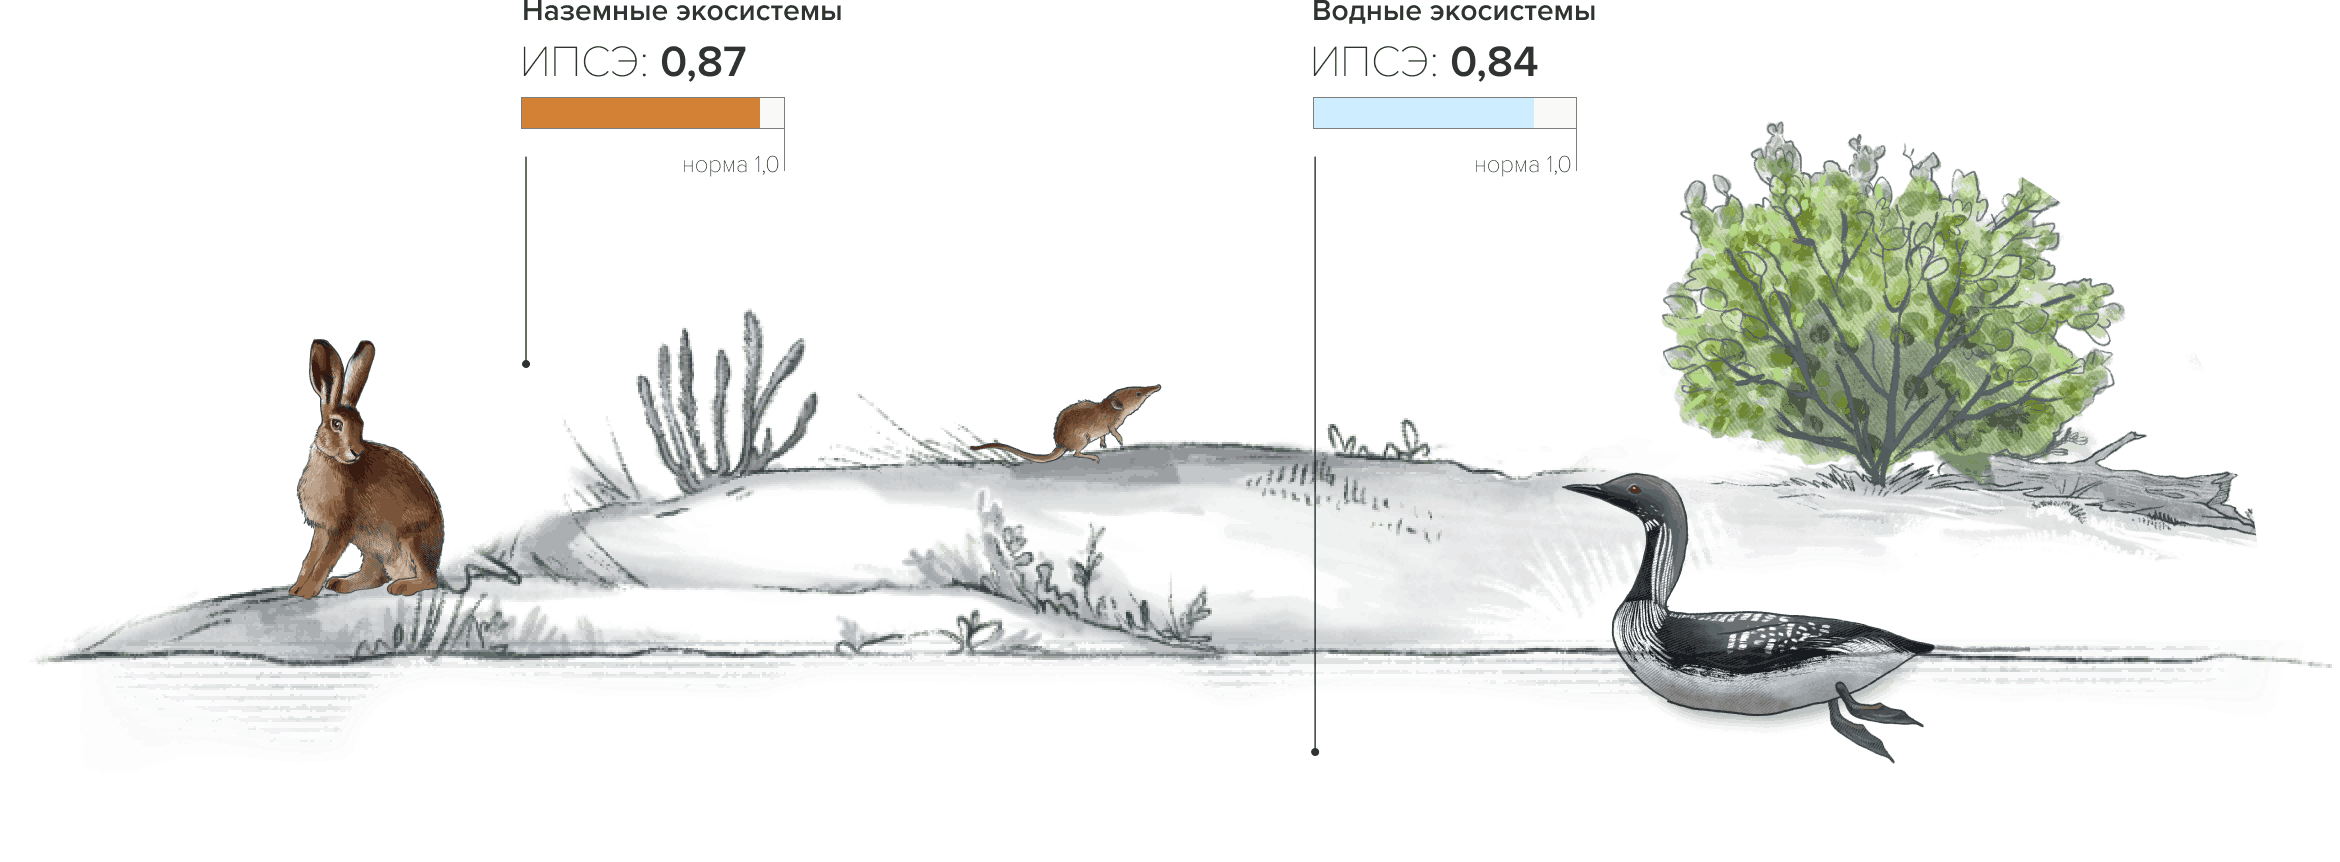 Наземные экосистемы
ИПСЭ: 0,87
норма 1,0
Водные экосистемы
ИПСЭ: 0,84
норма 1,0